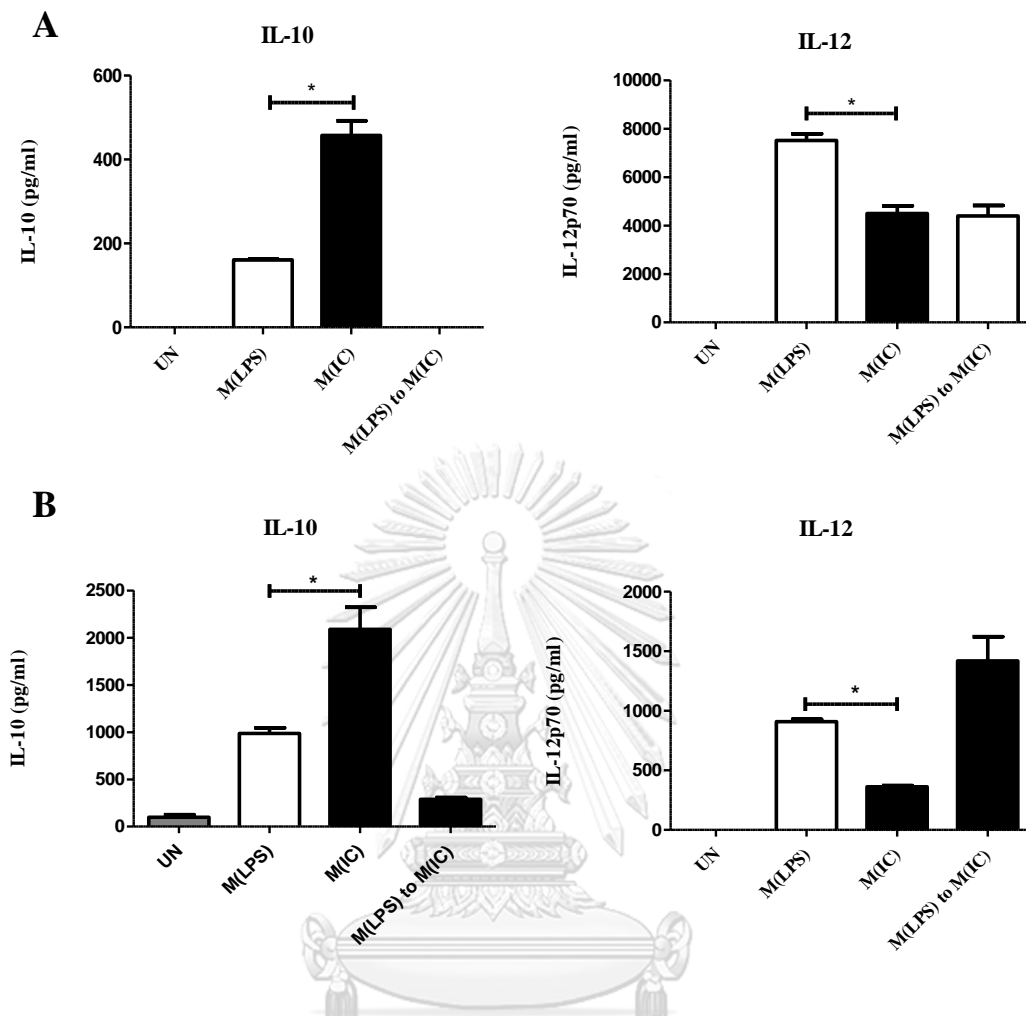 A
IL-10
IL-10 (pg/ml)
600
400
200
0
*
UN
M(LPS)
M(IC)
M(LPS) to M(IC)
IL-12
IL-12p70 (pg/ml)
10000
8000
6000
4000
2000
0
*
UN
M(LPS)
M(IC)
M(LPS) to M(IC)
B
IL-10
IL-10 (pg/ml)
2500
2000
1500
1000
500
0
*
UN
M(LPS)
M(IC)
M(LPS) to M(IC)
IL-12
IL-12p70 (pg/ml)
2000
1500
1000
500
0
*
UN
M(LPS)
M(IC)
M(LPS) to M(IC)